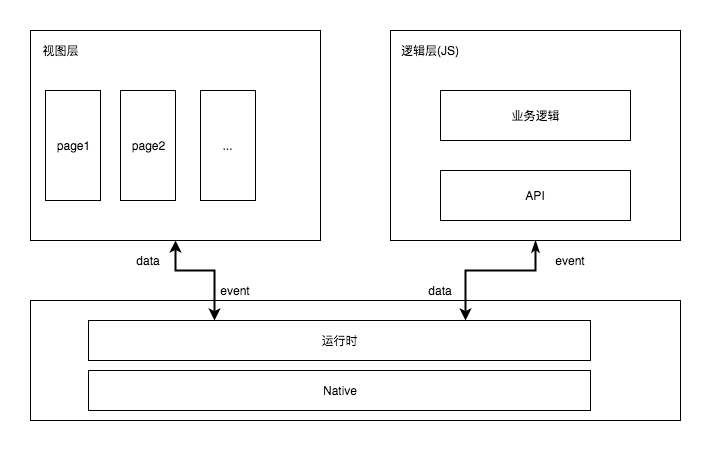 视图层
page1
page2
...
逻辑层(JS)
业务逻辑
API
data
event
data
event
运行时
Native